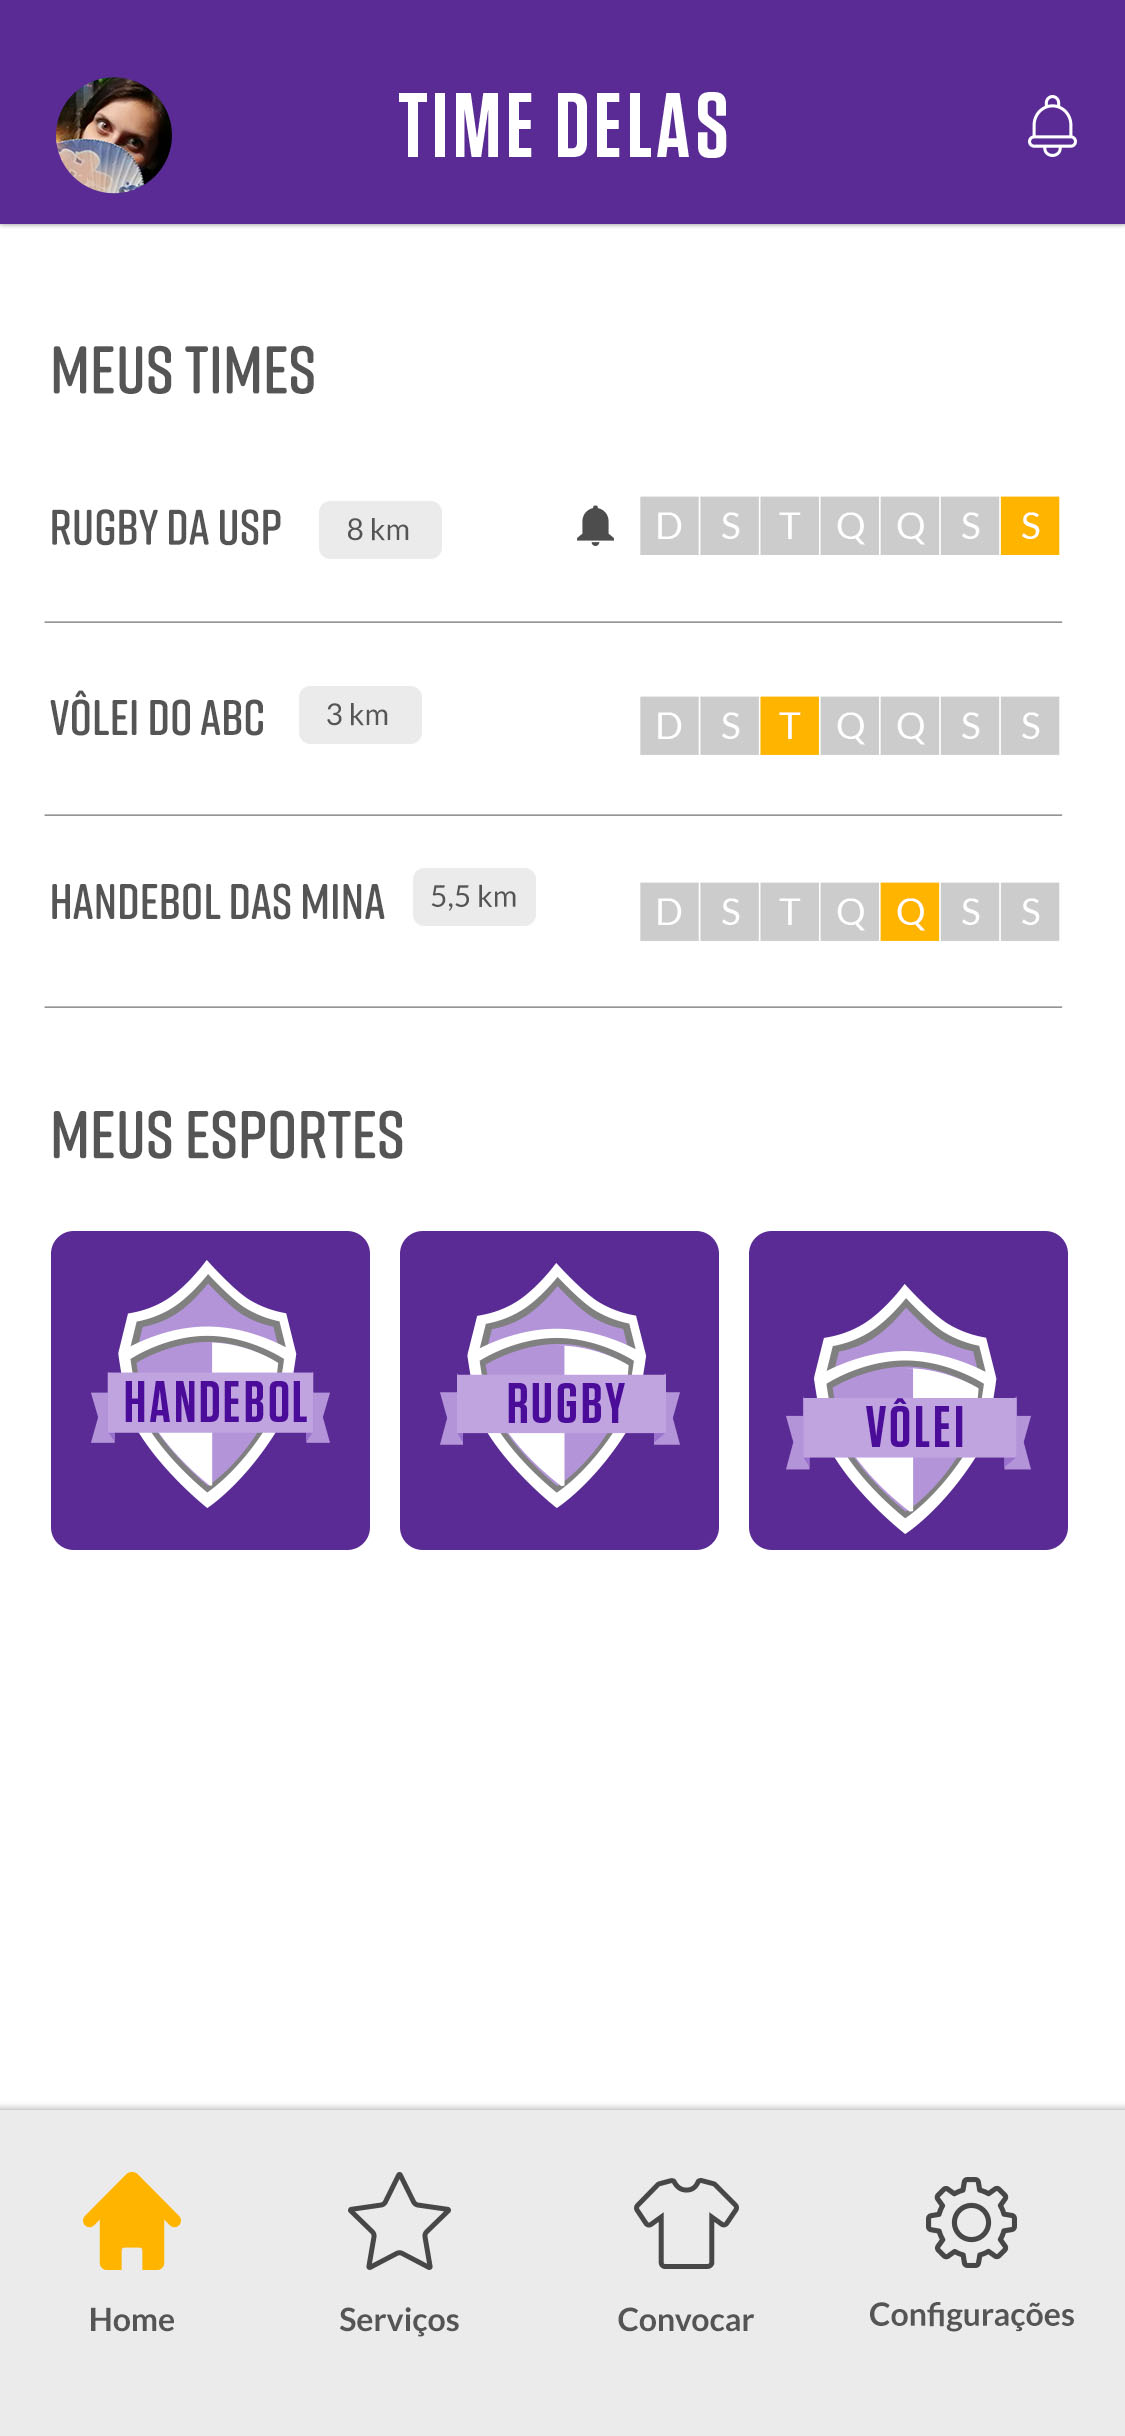 TIME DELAS
MEUS TIMES
RUGBY DA USP 8 km D S T Q Q S S
VÔLEI DO ABC 3 km D S T Q Q S S
HANDEBOL DAS MINA 5,5 km D S T Q Q S S
MEUS ESPORTES
HANDEBOL RUGBY VÔLEI
Home Serviços Convocar Configurações